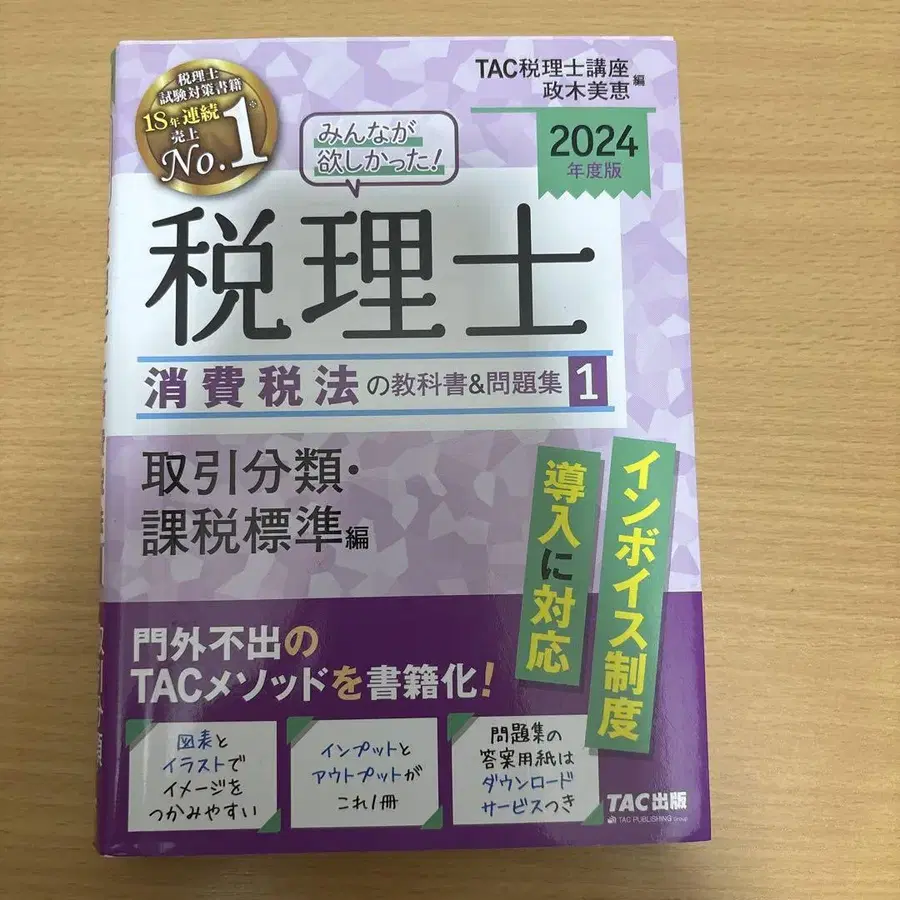 税理士
試験対策書籍
18年連続
売上
No.1※
TAC税理士講座
政木美恵 編
2024
年度版
みんなが
欲しかった!
税理士
消費税法の教科書&問題集1
取引分類・
課税標準編
インボイス制度
導入に対応
門外不出の
TACメソッドを書籍化!
図表と
イラストで
イメージを
つかみやすい
インプットと
アウトプットが
これ1冊
問題集の
答案用紙は
ダウンロード
サービスつき
TAC出版
TAC PUBLISHING Group